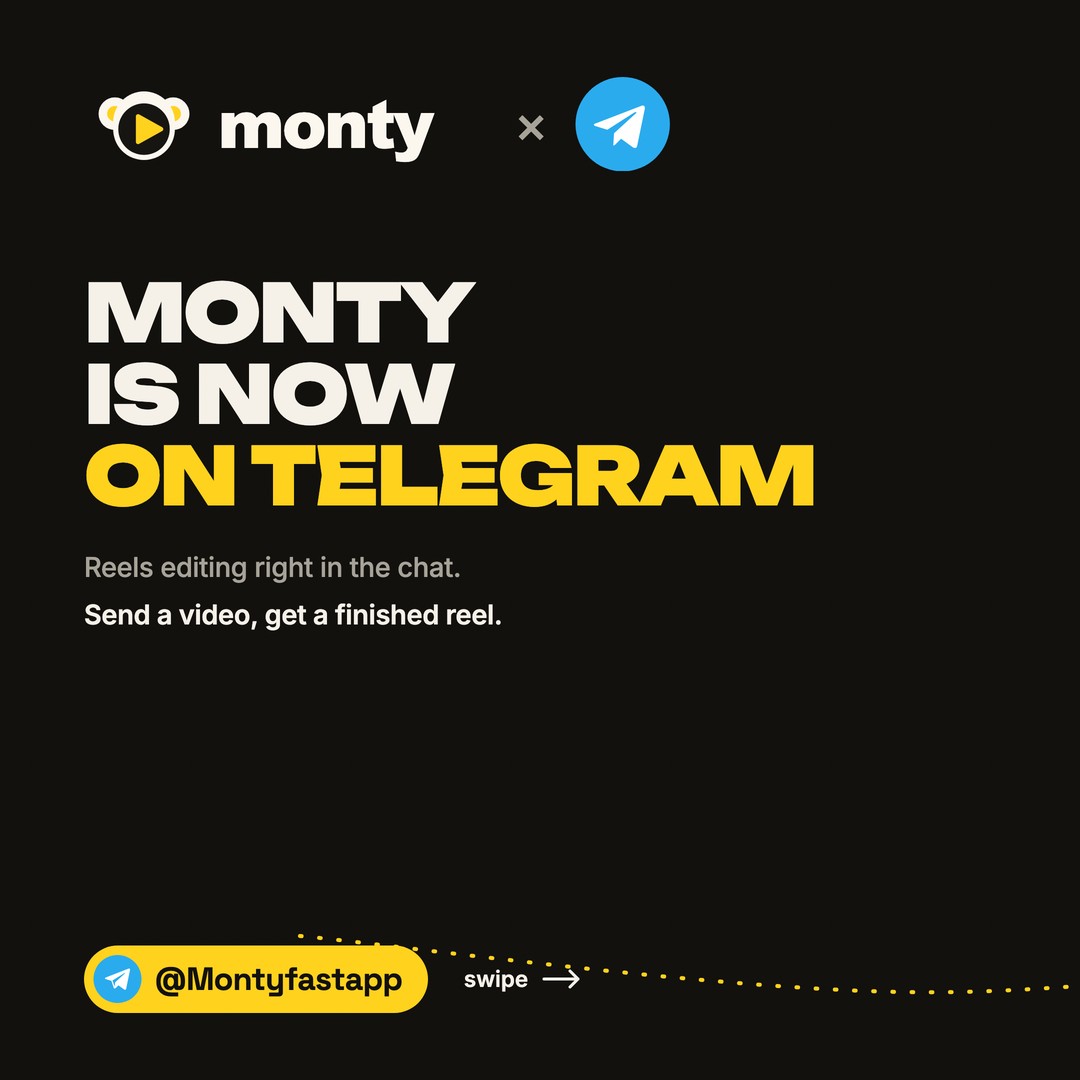 monty ×
MONTY
IS NOW
ON TELEGRAM
Reels editing right in the chat.
Send a video, get a finished reel.
@Montyfastapp swipe →